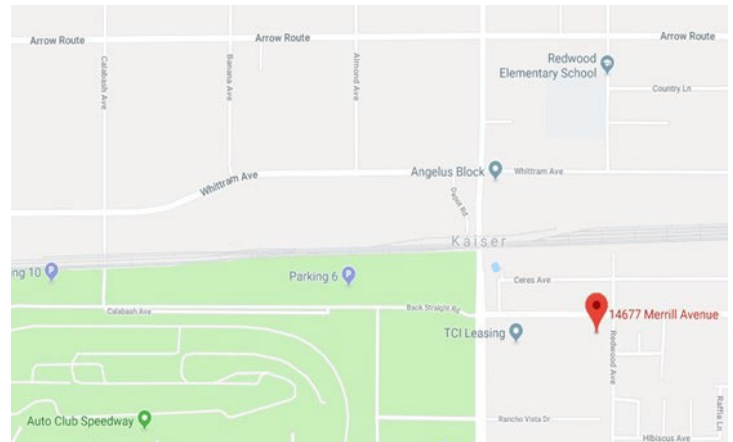 Arrow Route
Arrow Route
Arrow Route
Calabash Ave
Banana Ave
Almond Ave
Redwood
Elementary School
Country Ln
Angelus Block
Whittram Ave
Whittram Ave
Depot Rd
Kaiser
ng 10
Parking 6
Ceres Ave
Calabash Ave
Back Straight Rd
14677 Merrill Avenue
TCI Leasing
Redwood Ave
Auto Club Speedway
Rancho Vista Dr
Raffia Ln
Hibiscus Ave